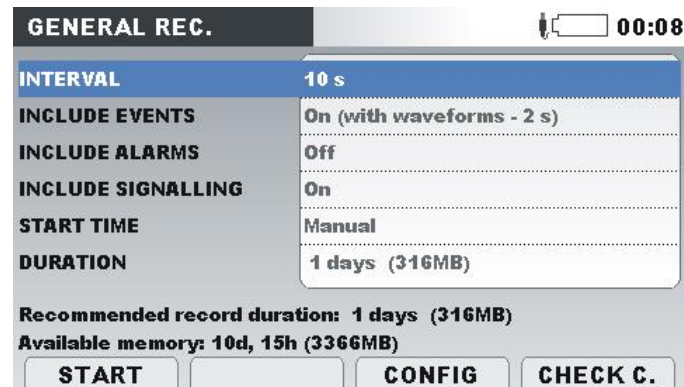 GENERAL REC. 00:08
INTERVAL 10 s
INCLUDE EVENTS On (with waveforms - 2 s)
INCLUDE ALARMS Off
INCLUDE SIGNALLING On
START TIME Manual
DURATION 1 days (316MB)
Recommended record duration: 1 days (316MB)
Available memory: 10d, 15h (3366MB)
START CONFIG CHECK C.